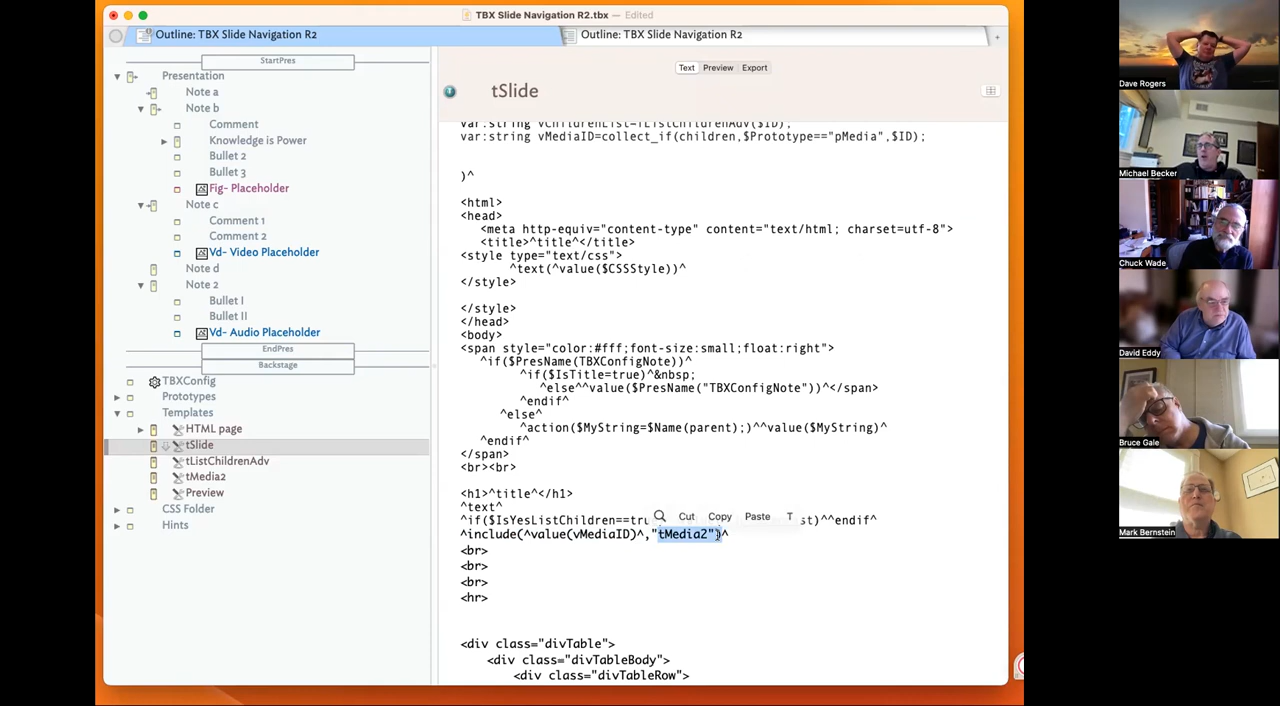 TBX Slide Navigation R2.tbx — Edited
Outline: TBX Slide Navigation R2
Outline: TBX Slide Navigation R2
+
StartPres
Presentation
Note a
Note b
Comment
Knowledge is Power
Bullet 2
Bullet 3
Fig- Placeholder
Note c
Comment 1
Comment 2
Vd- Video Placeholder
Note d
Note 2
Bullet I
Bullet II
Vd- Audio Placeholder
EndPres
Backstage
TBXConfig
Prototypes
Templates
HTML page
tSlide
tListChildrenAdv
tMedia2
Preview
CSS Folder
Hints
Text Preview Export
tSlide
var:string vChildrenList=fListChildrenAdv($ID);
var:string vMediaID=collect_if(children,$Prototype=="pMedia",$ID);
)^
<html>
<head>
<meta http-equiv="content-type" content="text/html; charset=utf-8">
<title>^title^</title>
<style type="text/css">
^text(^value($CSSStyle))^
</style>
</style>
</head>
<body>
<span style="color:#fff;font-size:small;float:right">
^if($PresName(TBXConfigNote))^
^if($IsTitle=true)^&nbsp;
^else^^value($PresName("TBXConfigNote"))^</span>
^endif^
^else^
^action($MyString=$Name(parent);)^^value($MyString)^
^endif^
</span>
<br><br>
<h1>^title^</h1>
Cut Copy Paste T
^text^
^if($IsYesListChildren==tru st)^^endif^
^include(^value(vMediaID)^,"tMedia2")^
<br>
<br>
<br>
<hr>
<div class="divTable">
<div class="divTableBody">
<div class="divTableRow">
Dave Rogers
Michael Becker
Chuck Wade
David Eddy
Bruce Gale
Mark Bernstein